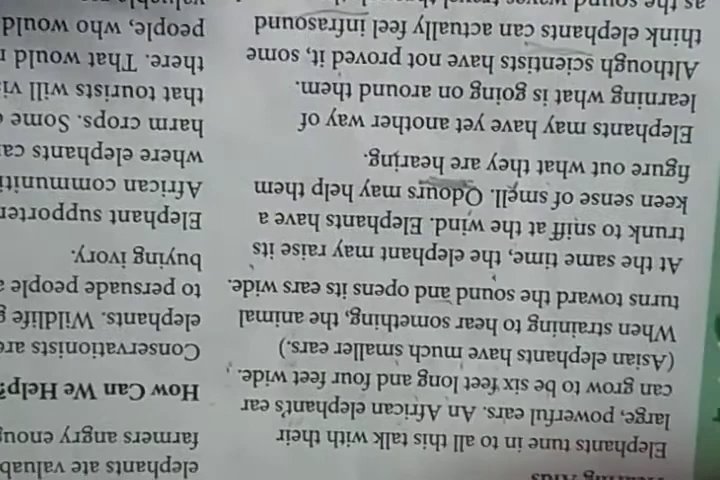 Elephants tune in to all this talk with their
large, powerful ears. An African elephant's ear
can grow to be six feet long and four feet wide.
(Asian elephants have much smaller ears.)
When straining to hear something, the animal
turns toward the sound and opens its ears wide.
At the same time, the elephant may raise its
trunk to sniff at the wind. Elephants have a
keen sense of smell. Odours may help them
figure out what they are hearing.
Elephants may have yet another way of
learning what is going on around them.
Although scientists have not proved it, some
think elephants can actually feel infrasound
as the sound waves travel
elephants ate valuab
farmers angry enoug
How Can We Help?
Conservationists are
elephants. Wildlife
to persuade people
buying ivory.
Elephant supporter
African communiti
where elephants ca
harm crops. Some
that tourists will vi
there. That would
people, who would